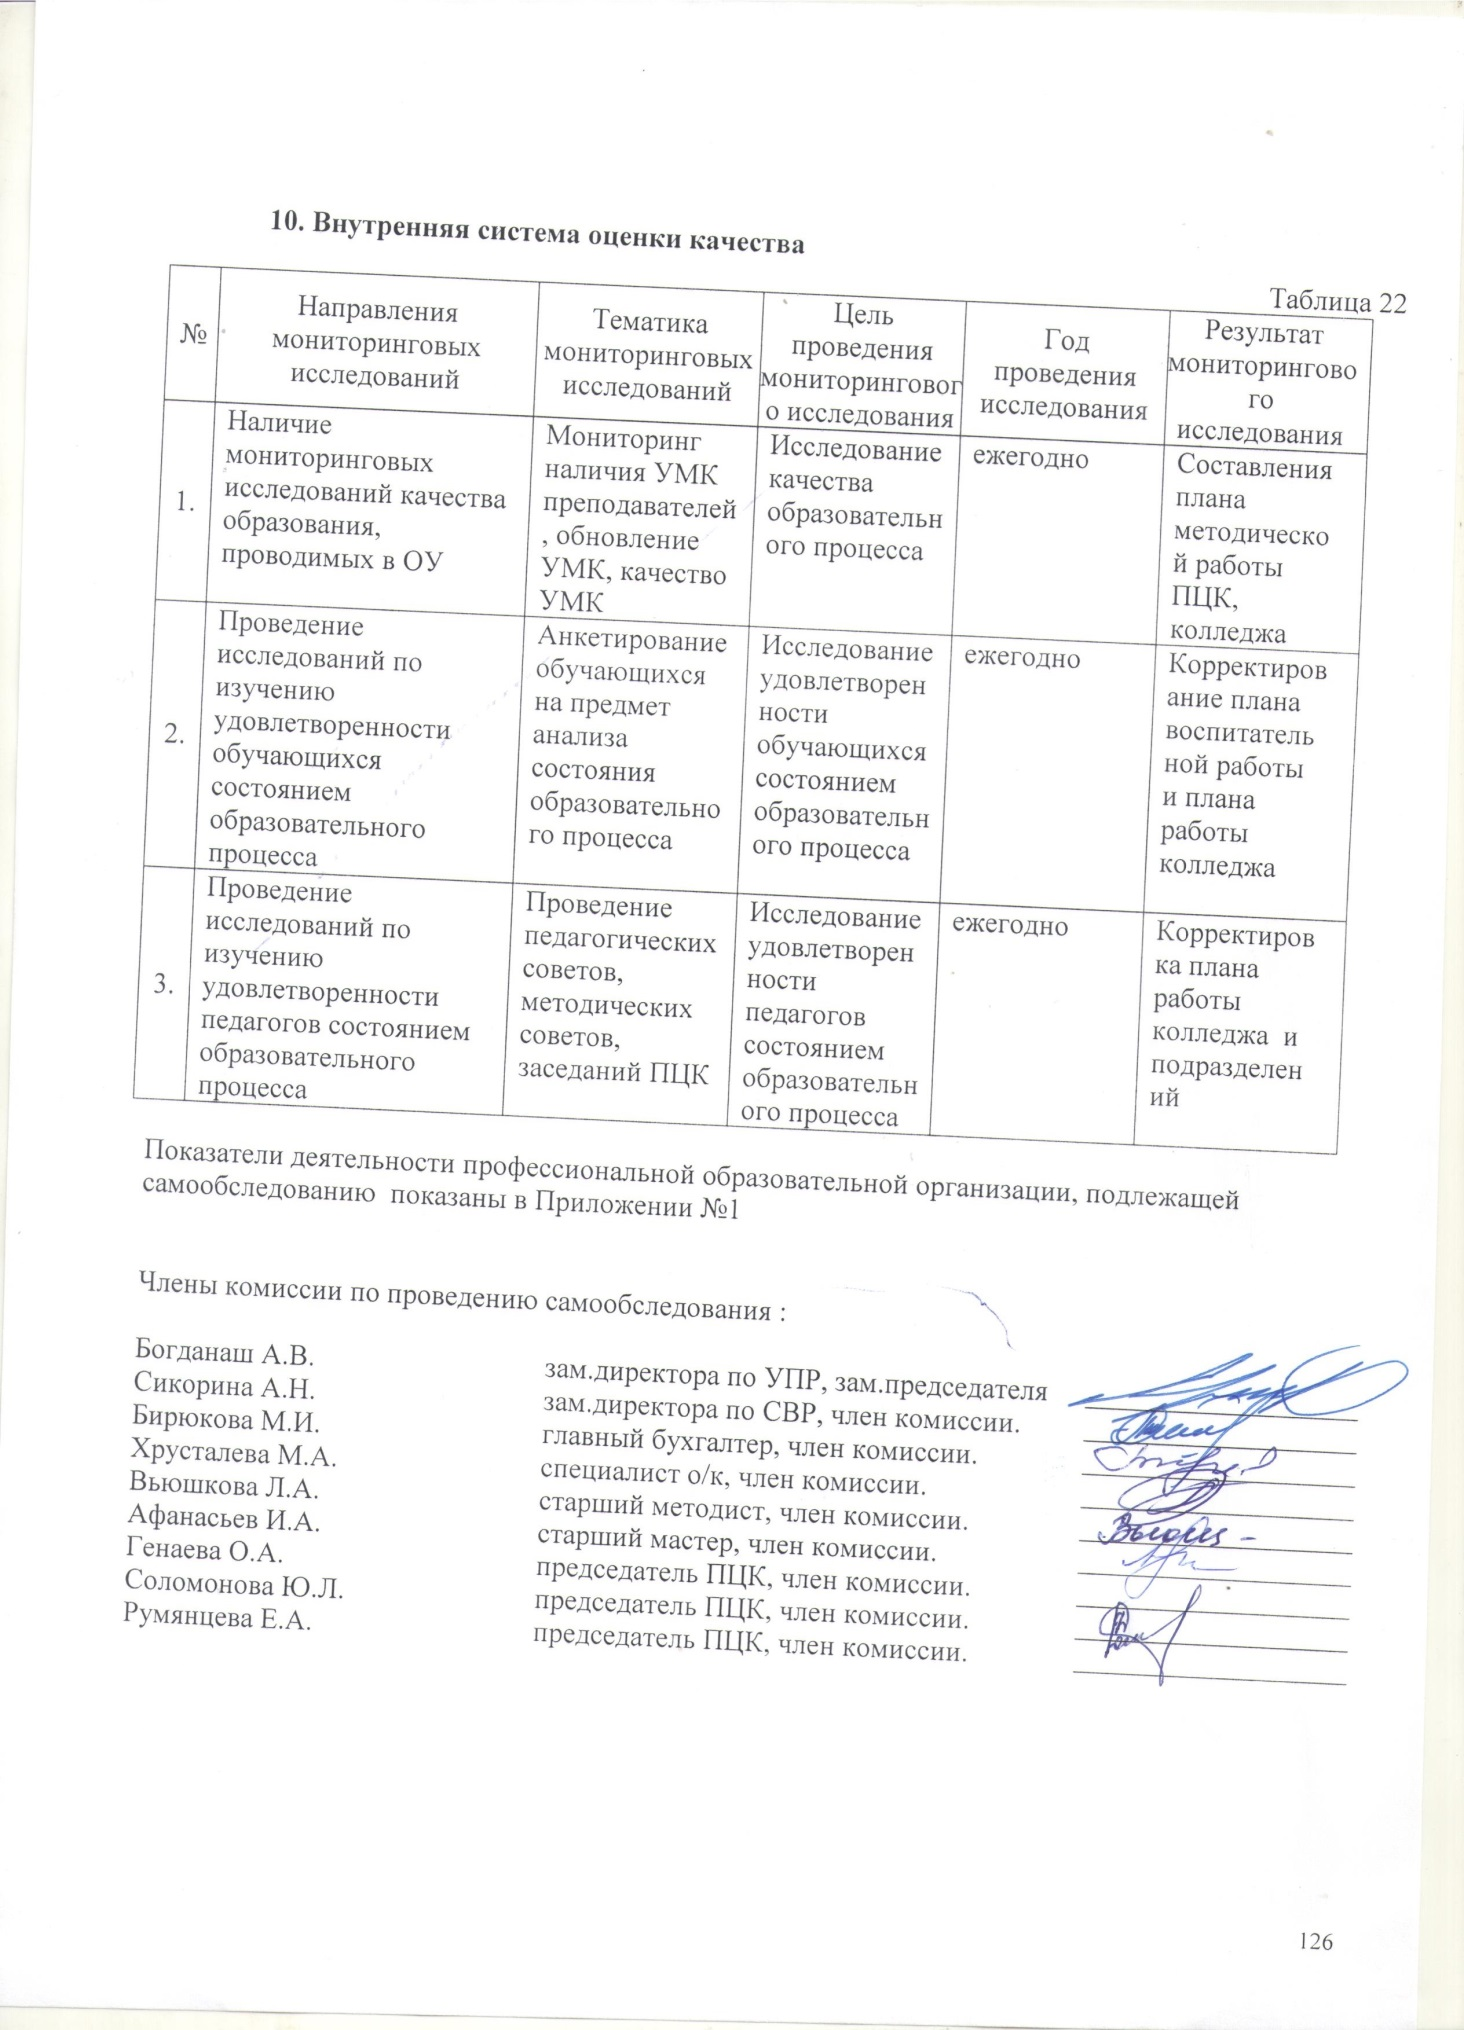 10. Внутренняя система оценки качества
Таблица 22
№
Направления
мониторинговых
исследований
Тематика
мониторинговых
исследований
Цель
проведения
мониторинговог
о исследования
Год
проведения
исследования
Результат
мониторингово
го
исследования
1.
Наличие
мониторинговых
исследований качества
образования,
проводимых в ОУ
Мониторинг
наличия УМК
преподавателей
, обновление
УМК, качество
УМК
Исследование
качества
образовательн
ого процесса
ежегодно
Составления
плана
методическо
й работы
ПЦК,
колледжа
2.
Проведение
исследований по
изучению
удовлетворенности
обучающихся
состоянием
образовательного
процесса
Анкетирование
обучающихся
на предмет
анализа
состояния
образовательно
го процесса
Исследование
удовлетворен
ности
обучающихся
состоянием
образовательн
ого процесса
ежегодно
Корректиров
ание плана
воспитатель
ной работы
и плана
работы
колледжа
3.
Проведение
исследований по
изучению
удовлетворенности
педагогов состоянием
образовательного
процесса
Проведение
педагогических
советов,
методических
советов,
заседаний ПЦК
Исследование
удовлетворен
ности
педагогов
состоянием
образовательн
ого процесса
ежегодно
Корректиров
ка плана
работы
колледжа и
подразделен
ий
Показатели деятельности профессиональной образовательной организации, подлежащей
самообследованию показаны в Приложении №1
Члены комиссии по проведению самообследования :
Богданаш А.В. зам.директора по УПР, зам.председателя
Сикорина А.Н. зам.директора по СВР, член комиссии.
Бирюкова М.И. главный бухгалтер, член комиссии.
Хрусталева М.А. специалист о/к, член комиссии.
Вьюшкова Л.А. старший методист, член комиссии.
Афанасьев И.А. старший мастер, член комиссии.
Генаева О.А. председатель ПЦК, член комиссии.
Соломонова Ю.Л. председатель ПЦК, член комиссии.
Румянцева Е.А. председатель ПЦК, член комиссии.
126